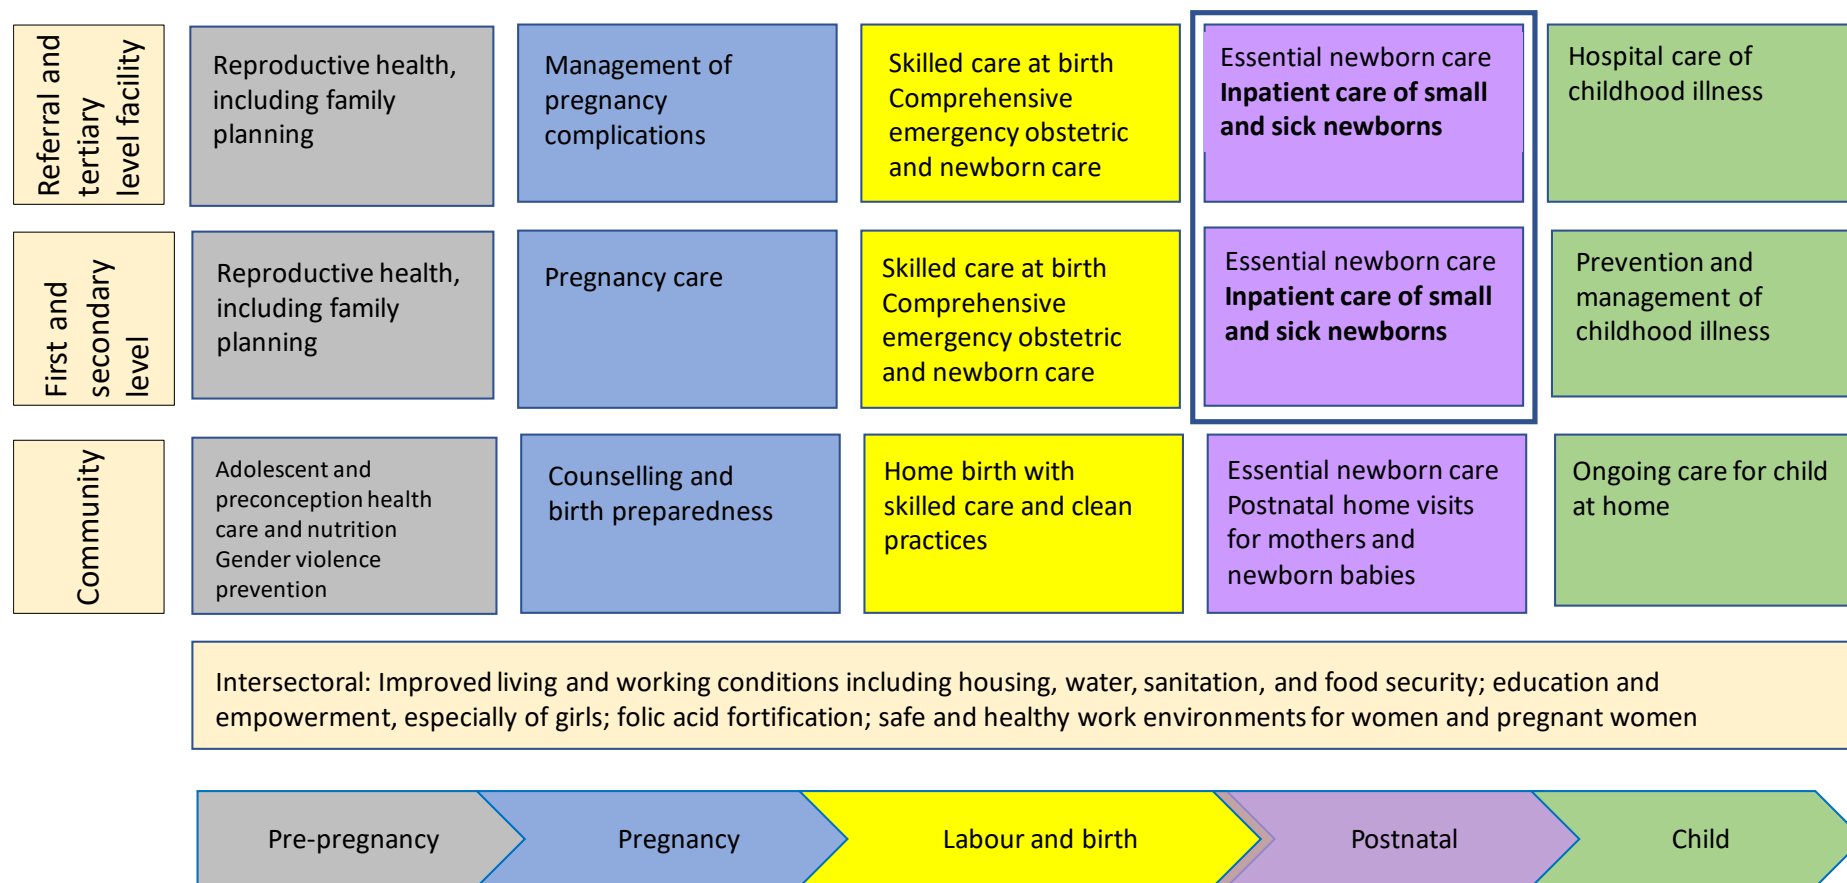 Referral and
tertiary
level facility
Reproductive health,
including family
planning
Management of
pregnancy
complications
Skilled care at birth
Comprehensive
emergency obstetric
and newborn care
Essential newborn care
Inpatient care of small
and sick newborns
Hospital care of
childhood illness
First and
secondary
level
Reproductive health,
including family
planning
Pregnancy care
Skilled care at birth
Comprehensive
emergency obstetric
and newborn care
Essential newborn care
Inpatient care of small
and sick newborns
Prevention and
management of
childhood illness
Community
Adolescent and
preconception health
care and nutrition
Gender violence
prevention
Counselling and
birth preparedness
Home birth with
skilled care and clean
practices
Essential newborn care
Postnatal home visits
for mothers and
newborn babies
Ongoing care for child
at home
Intersectoral: Improved living and working conditions including housing, water, sanitation, and food security; education and
empowerment, especially of girls; folic acid fortification; safe and healthy work environments for women and pregnant women
Pre-pregnancy
Pregnancy
Labour and birth
Postnatal
Child